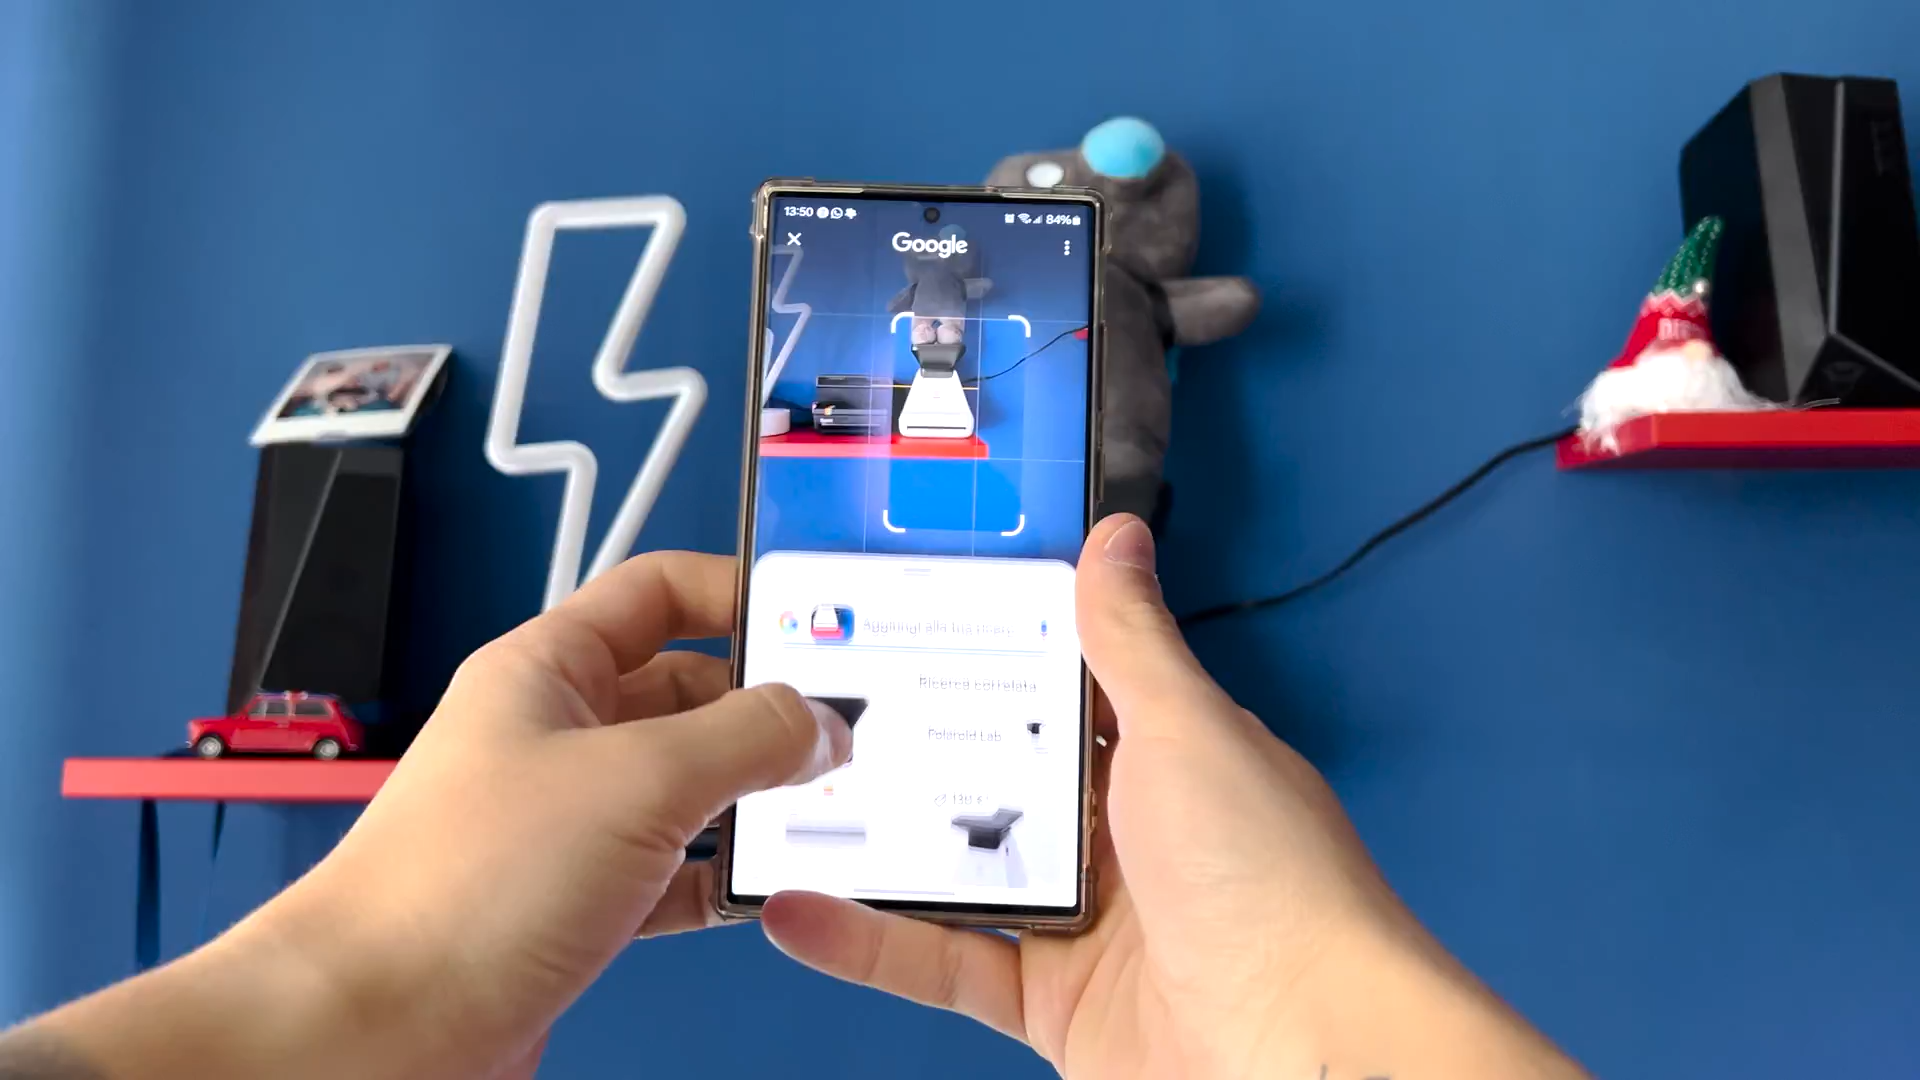 13:50
84%
Google
Aggiungi alla tua ricerca
Ricerca correlata
Polaroid Lab